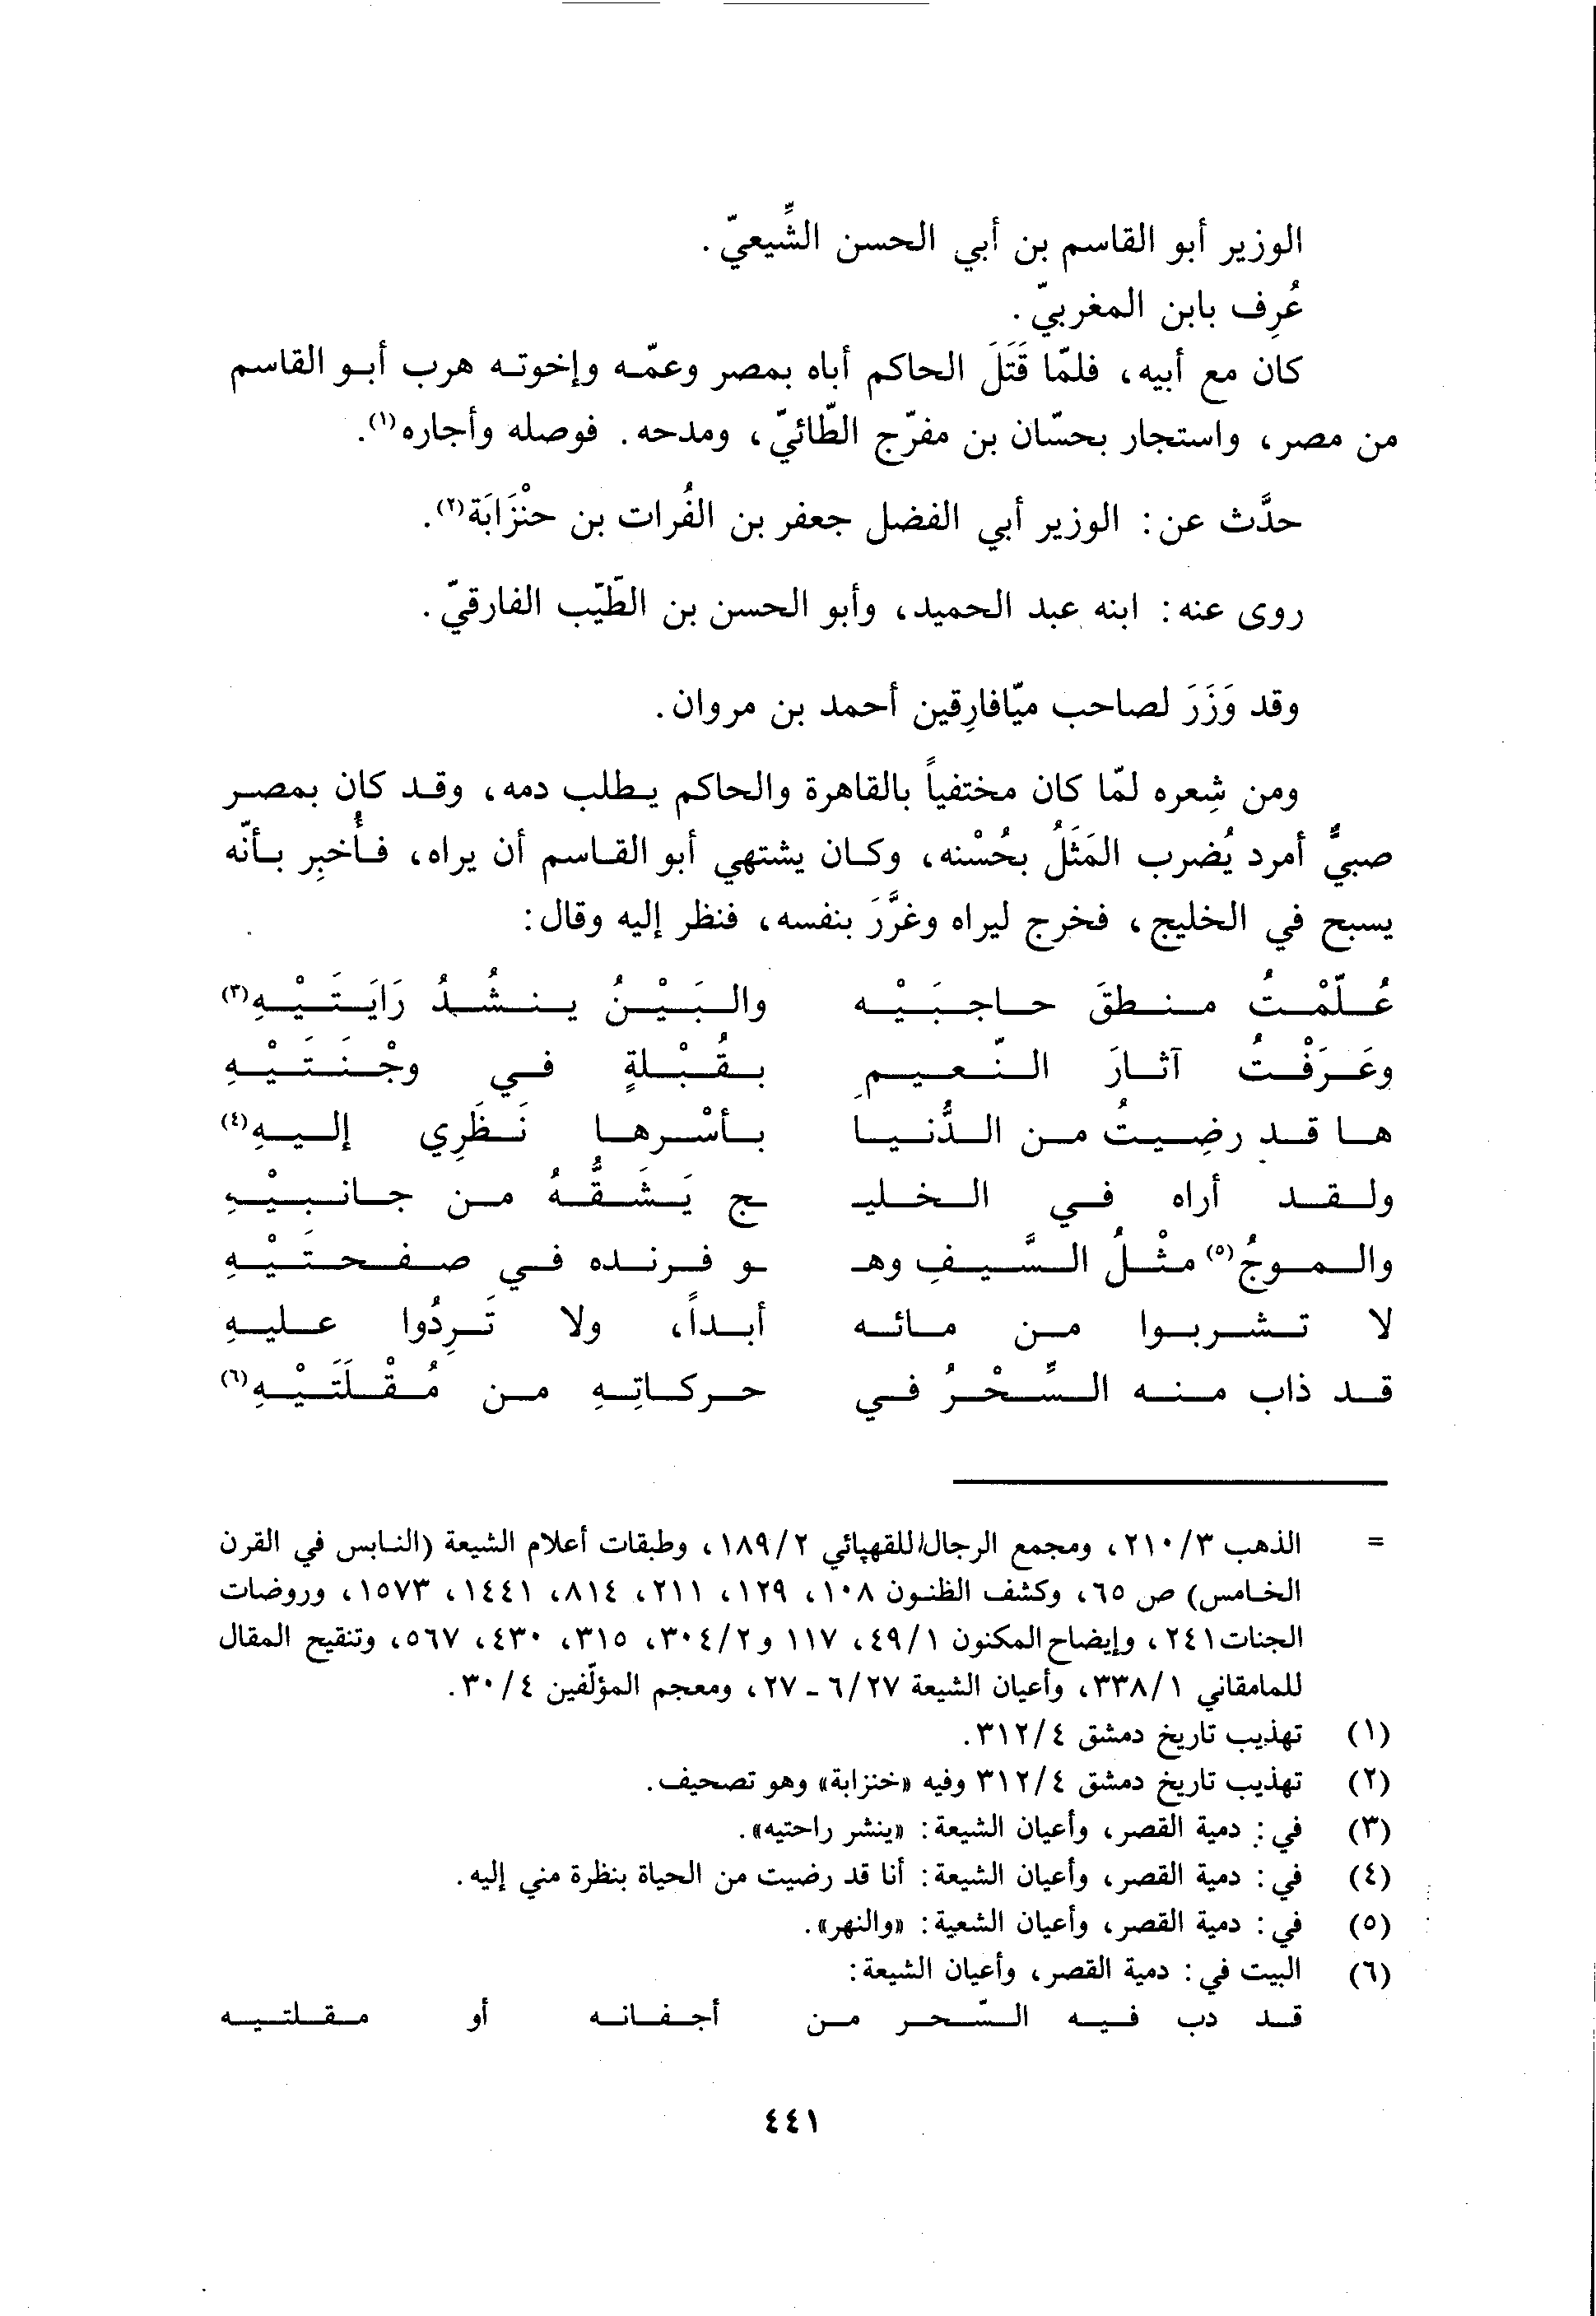 الوزير أبو القاسم بن أبي الحسن الشِّيعيّ.
عُرِف بابن المغربيّ.
كان مع أبيه، فلمّا قَتَلَ الحاكم أباه بمصر وعمّه وإخوته هرب أبو القاسم
من مصر، واستجار بحسّان بن مفرّج الطّائيّ، ومدحه. فوصله وأجاره(١).
حدَّث عن: الوزير أبي الفضل جعفر بن الفُرات بن حنْزَابَة(٢).
روى عنه: ابنه عبد الحميد، وأبو الحسن بن الطّيّب الفارقيّ.
وقد وَزَرَ لصاحب ميّافارِقين أحمد بن مروان.
ومن شِعره لمّا كان مختفياً بالقاهرة والحاكم يطلب دمه، وقد كان بمصر
صبيٌّ أمرد يُضرب المَثَلُ بحُسْنه، وكان يشتهي أبو القاسم أن يراه، فأُخبِر بأنّه
يسبح في الخليج، فخرج ليراه وغرَّرَ بنفسه، فنظر إليه وقال:
عُلّمْتُ منطقَ حاجبَيْه والبَيْنُ ينشُدُ رَايَتَيْهِ(٣)
وعَرَفْتُ آثارَ النّعيمِ بقُبْلةٍ في وجْنَتَيْهِ
ها قد رضِيتُ من الدُّنيا بأسْرها نَظَرِي إليهِ(٤)
ولقد أراه في الخليـ ـج يَشَقُّهُ من جانبيْهِ
والموجُ(٥) مثْلُ السَّيفِ وهـ ـو فرنده في صفحتَيْهِ
لا تشربوا من مائه أبداً، ولا تَرِدُوا عليهِ
قد ذاب منه السِّحْرُ في حركاتِهِ من مُقْلَتَيْهِ(٦)
= الذهب ٢١٠/٣، ومجمع الرجال للقهپائي ١٨٩/٢، وطبقات أعلام الشيعة (النابس في القرن
الخامس) ص ٦٥، وكشف الظنون ١٠٨، ١٢٩، ٢١١، ٨١٤، ١٤٤١، ١٥٧٣، وروضات
الجنات ٢٤١، وإيضاح المكنون ٤٩/١، ١١٧ و ٣٠٤/٢، ٣١٥، ٤٣٠، ٥٦٧، وتنقيح المقال
للمامقاني ٣٣٨/١، وأعيان الشيعة ٦/٢٧ - ٢٧، ومعجم المؤلّفين ٣٠/٤.
(١) تهذيب تاريخ دمشق ٣١٢/٤.
(٢) تهذيب تاريخ دمشق ٣١٢/٤ وفيه «خنزابة» وهو تصحيف.
(٣) في: دمية القصر، وأعيان الشيعة: «ينشر راحتيه».
(٤) في: دمية القصر، وأعيان الشيعة: أنا قد رضيت من الحياة بنظرة مني إليه.
(٥) في: دمية القصر، وأعيان الشعية: «والنهر».
(٦) البيت في: دمية القصر، وأعيان الشيعة:
قد دب فيه السّحر من أجفانه أو مقلتيه
٤٤١